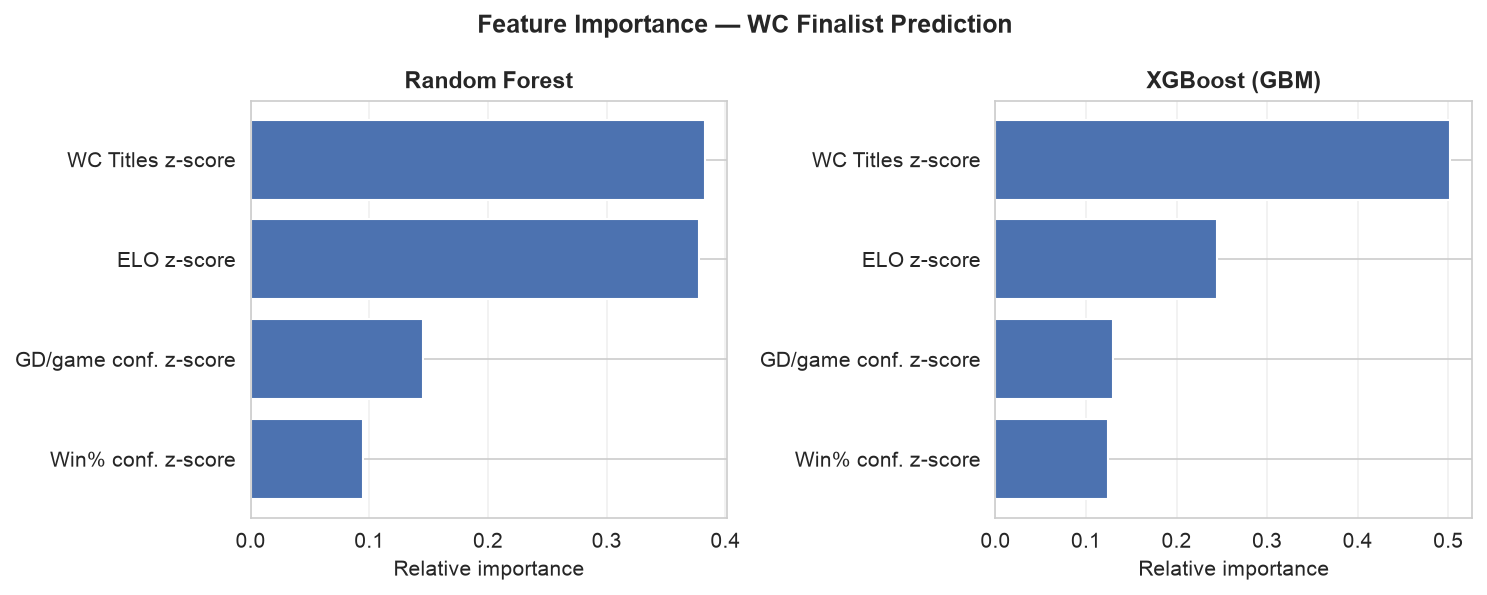 Feature Importance — WC Finalist Prediction
Random Forest
WC Titles z-score
ELO z-score
GD/game conf. z-score
Win% conf. z-score
0.0 0.1 0.2 0.3 0.4
Relative importance
XGBoost (GBM)
WC Titles z-score
ELO z-score
GD/game conf. z-score
Win% conf. z-score
0.0 0.1 0.2 0.3 0.4 0.5
Relative importance